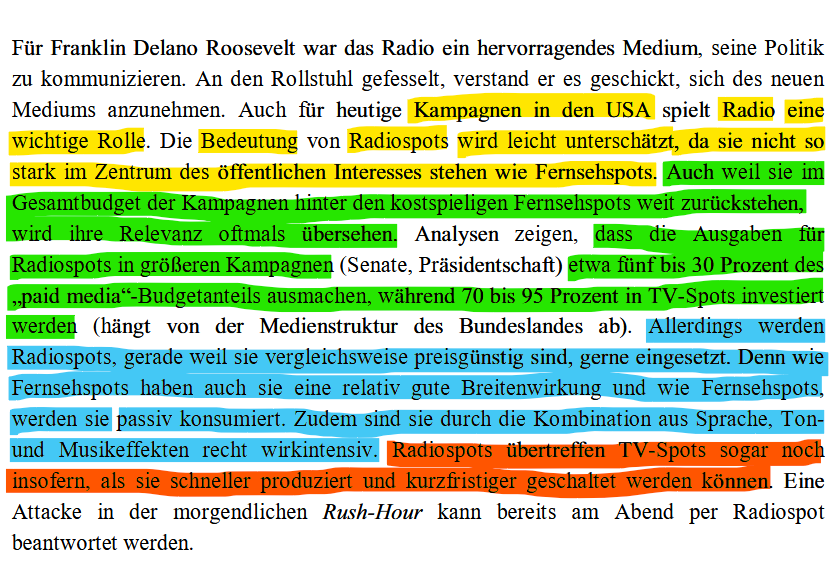 Für Franklin Delano Roosevelt war das Radio ein hervorragendes Medium, seine Politik
zu kommunizieren. An den Rollstuhl gefesselt, verstand er es geschickt, sich des neuen
Mediums anzunehmen. Auch für heutige Kampagnen in den USA spielt Radio eine
wichtige Rolle. Die Bedeutung von Radiospots wird leicht unterschätzt, da sie nicht so
stark im Zentrum des öffentlichen Interesses stehen wie Fernsehspots. Auch weil sie im
Gesamtbudget der Kampagnen hinter den kostspieligen Fernsehspots weit zurückstehen,
wird ihre Relevanz oftmals übersehen. Analysen zeigen, dass die Ausgaben für
Radiospots in größeren Kampagnen (Senate, Präsidentschaft) etwa fünf bis 30 Prozent des
„paid media“-Budgetanteils ausmachen, während 70 bis 95 Prozent in TV-Spots investiert
werden (hängt von der Medienstruktur des Bundeslandes ab). Allerdings werden
Radiospots, gerade weil sie vergleichsweise preisgünstig sind, gerne eingesetzt. Denn wie
Fernsehspots haben auch sie eine relativ gute Breitenwirkung und wie Fernsehspots,
werden sie passiv konsumiert. Zudem sind sie durch die Kombination aus Sprache, Ton-
und Musikeffekten recht wirkintensiv. Radiospots übertreffen TV-Spots sogar noch
insofern, als sie schneller produziert und kurzfristiger geschaltet werden können. Eine
Attacke in der morgendlichen Rush-Hour kann bereits am Abend per Radiospot
beantwortet werden.